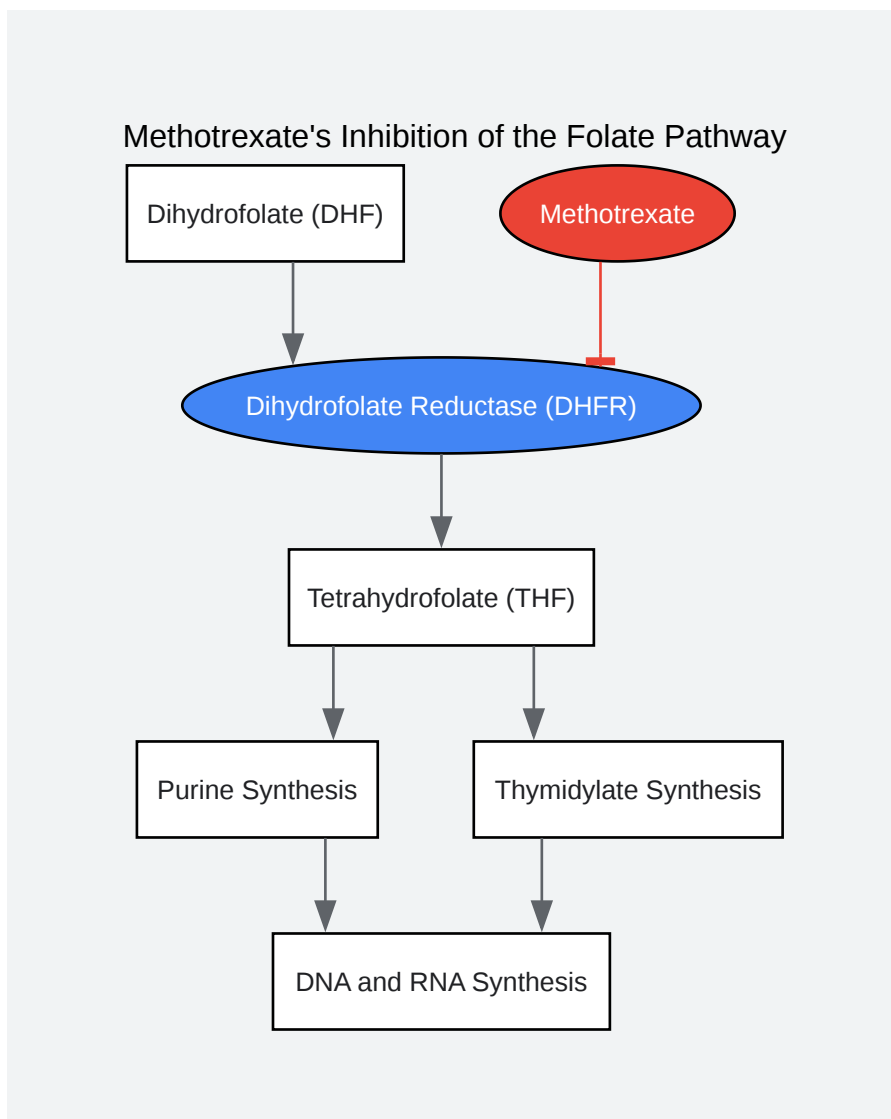 Methotrexate's Inhibition of the Folate Pathway
Dihydrofolate (DHF)
Methotrexate
Dihydrofolate Reductase (DHFR)
Tetrahydrofolate (THF)
Purine Synthesis
Thymidylate Synthesis
DNA and RNA Synthesis